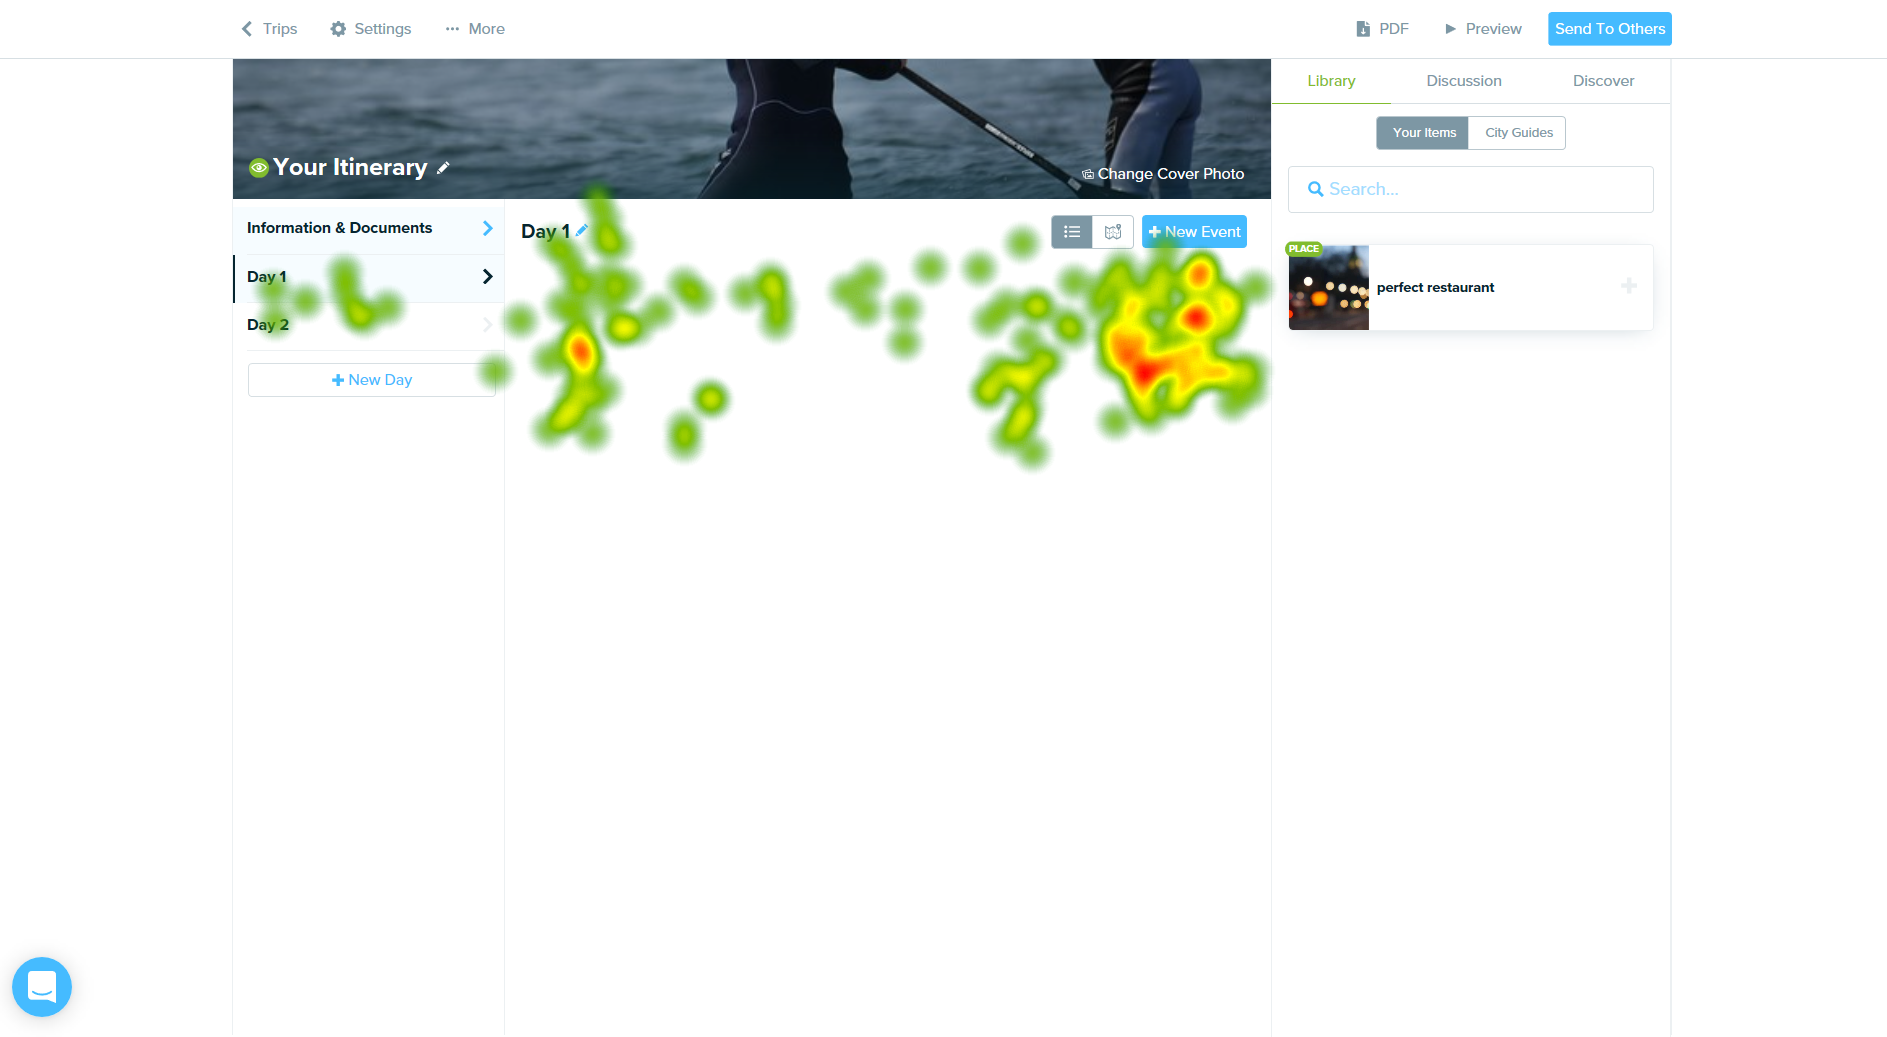 Trips Settings More PDF Preview Send To Others
Your Itinerary
Change Cover Photo
Information & Documents
Day 1
Day 2
New Day
Day 1
New Event
Library Discussion Discover
Your Items City Guides
Search...
PLACE
perfect restaurant